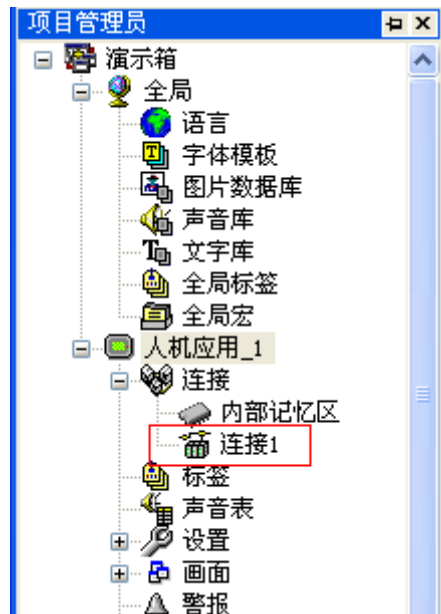 项目管理员
演示箱
全局
语言
字体模板
图片数据库
声音库
文字库
全局标签
全局宏
人机应用_1
连接
内部记忆区
连接1
标签
声音表
设置
画面
警报